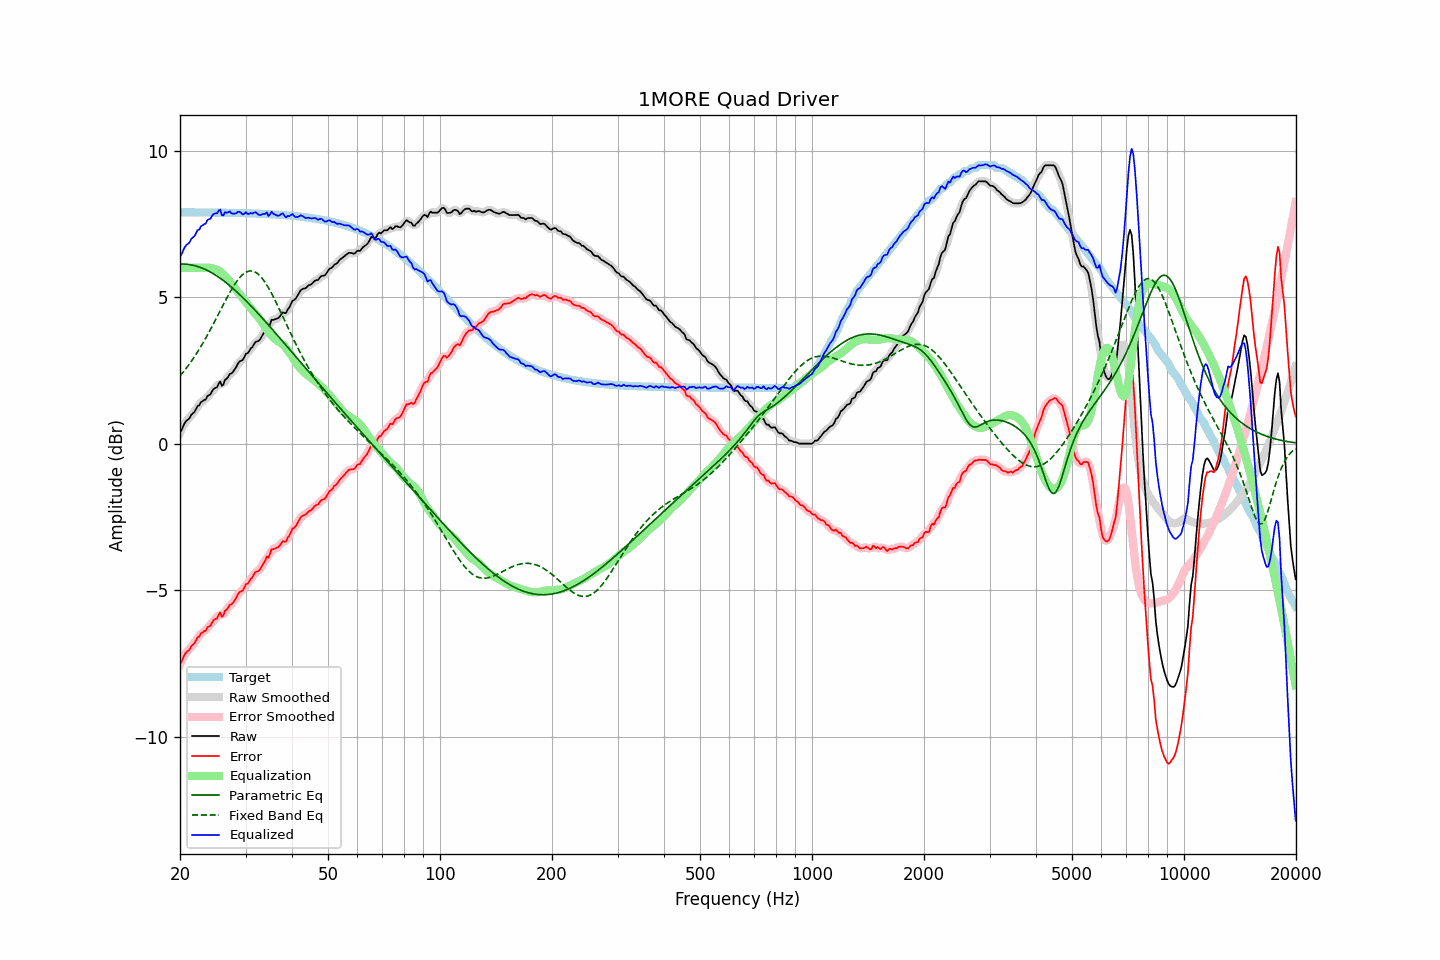 1MORE Quad Driver
Amplitude (dBr)
10
5
0
−5
−10
Target
Raw Smoothed
Error Smoothed
Raw
Error
Equalization
Parametric Eq
Fixed Band Eq
Equalized
20 50 100 200 500 1000 2000 5000 10000 20000
Frequency (Hz)